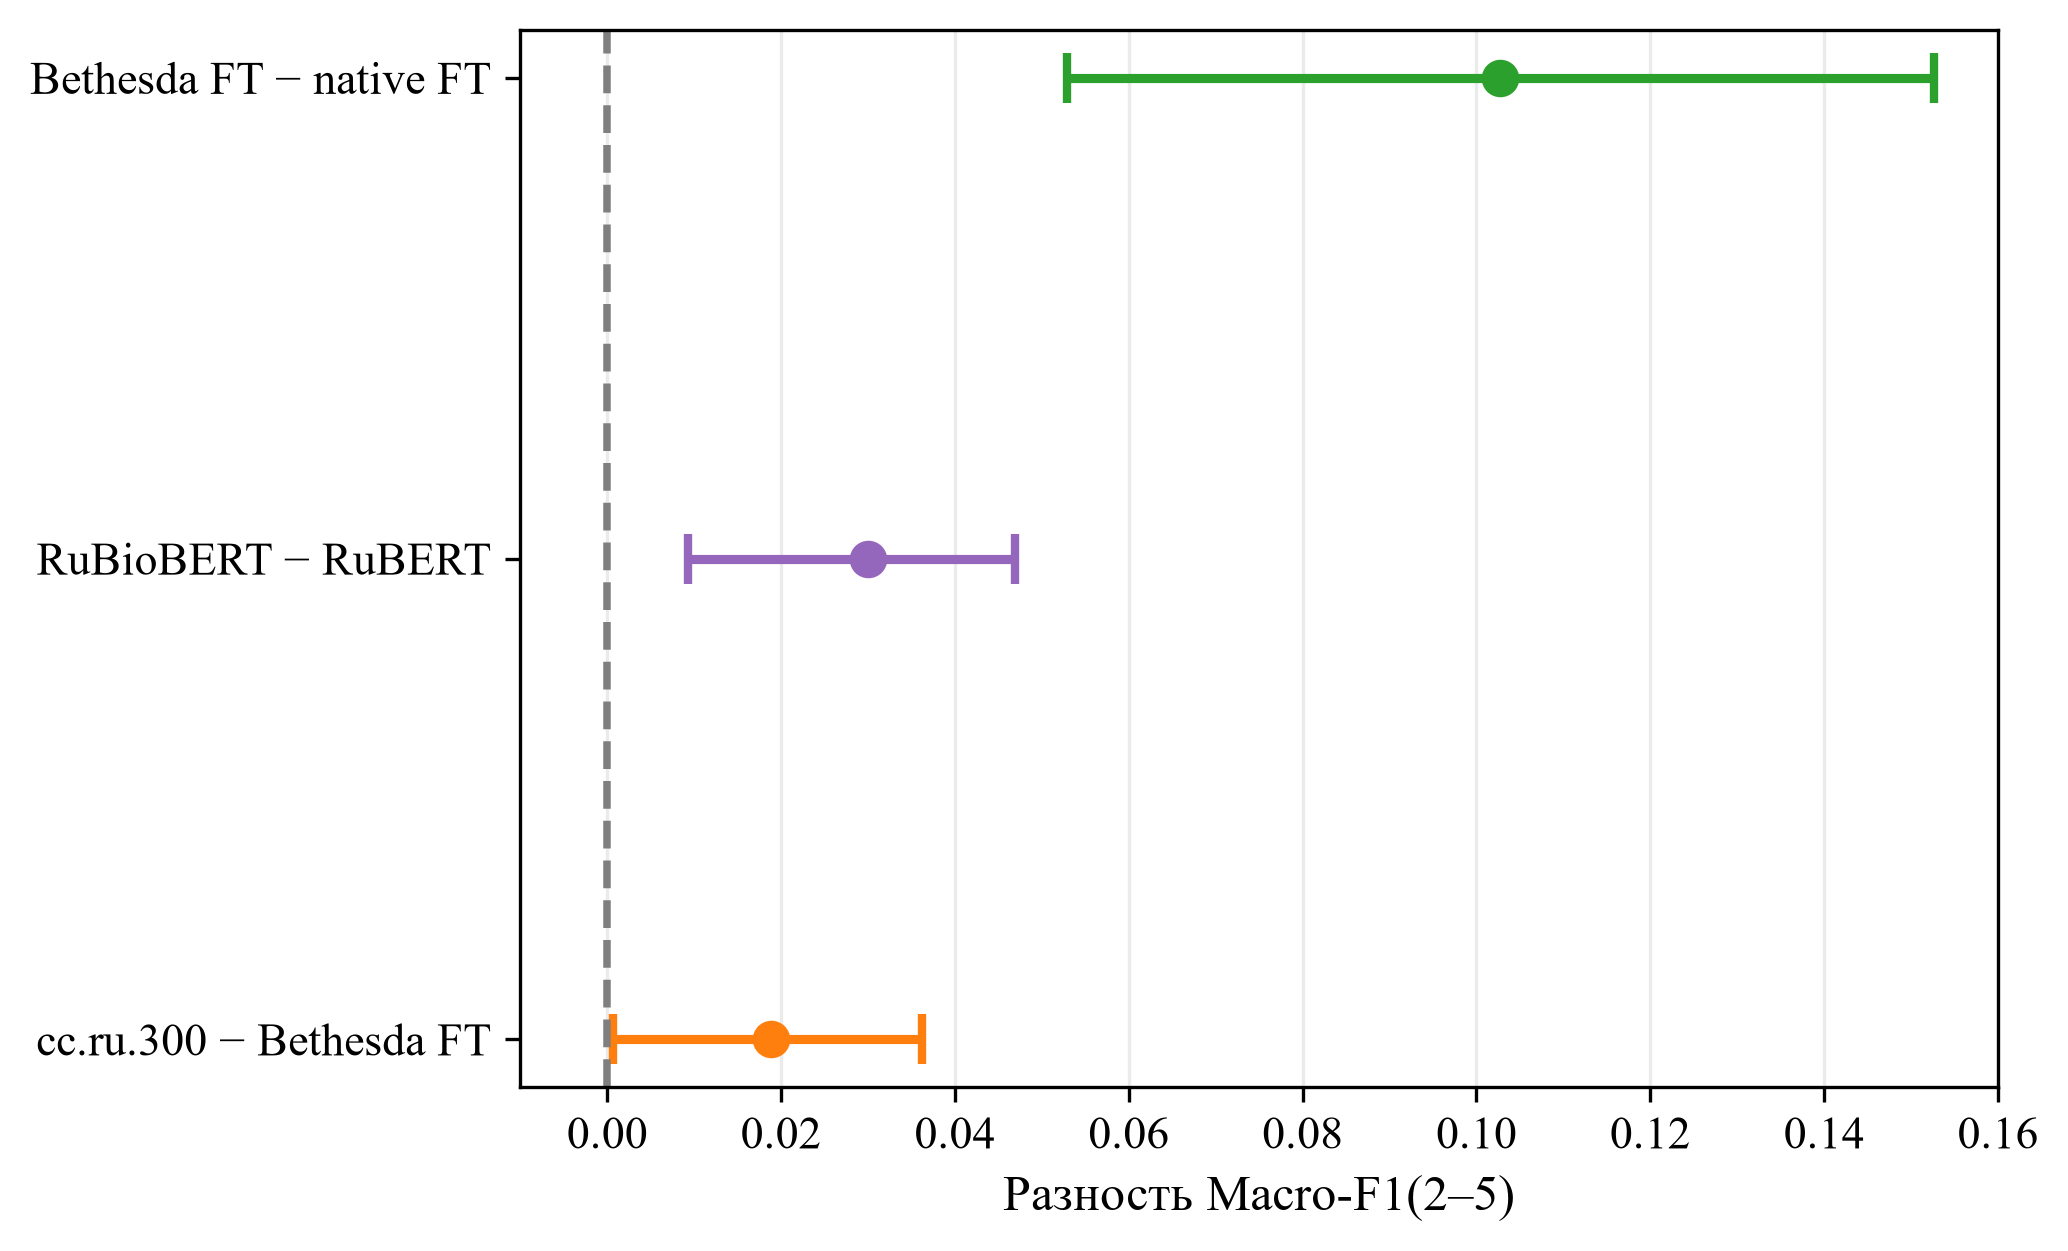 Bethesda FT − native FT
RuBioBERT − RuBERT
cc.ru.300 − Bethesda FT
0.00 0.02 0.04 0.06 0.08 0.10 0.12 0.14 0.16
Разность Macro-F1(2–5)